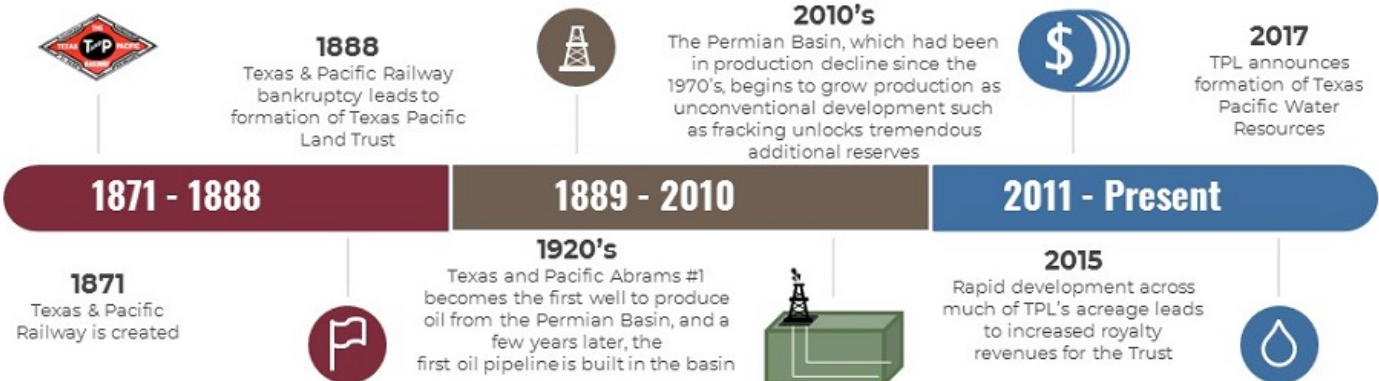 THE
TEXAS T AND P PACIFIC
RAILWAY
1888
Texas & Pacific Railway
bankruptcy leads to
formation of Texas Pacific
Land Trust
2010's
The Permian Basin, which had been
in production decline since the
1970's, begins to grow production as
unconventional development such
as fracking unlocks tremendous
additional reserves
$
2017
TPL announces
formation of Texas
Pacific Water
Resources
1871 - 1888
1889 - 2010
2011 - Present
1871
Texas & Pacific
Railway is created
1920's
Texas and Pacific Abrams #1
becomes the first well to produce
oil from the Permian Basin, and a
few years later, the
first oil pipeline is built in the basin
2015
Rapid development across
much of TPL's acreage leads
to increased royalty
revenues for the Trust